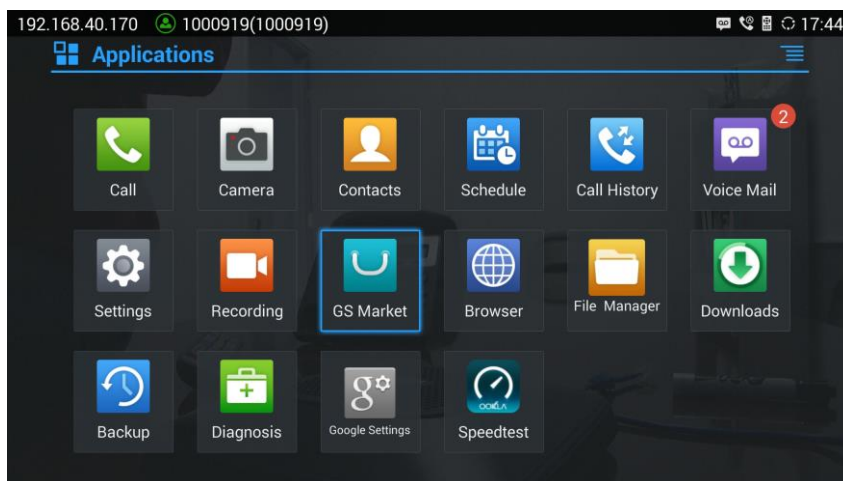 192.168.40.170 1000919(1000919) 17:44
Applications
2
Call Camera Contacts Schedule Call History Voice Mail
Settings Recording GS Market Browser File Manager Downloads
g
OOKLA
Backup Diagnosis Google Settings Speedtest